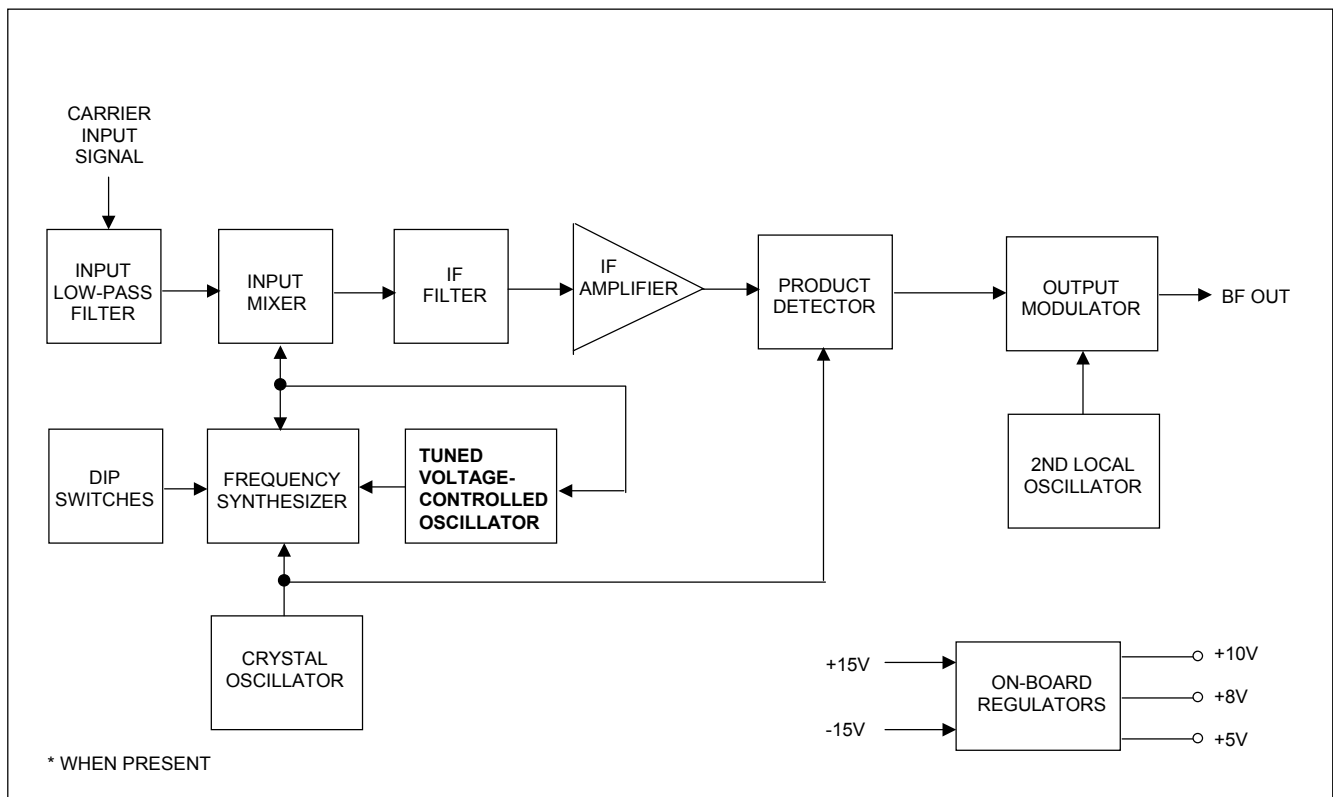 CARRIER
INPUT
SIGNAL
INPUT
LOW-PASS
FILTER
INPUT
MIXER
IF
FILTER
IF
AMPLIFIER
PRODUCT
DETECTOR
OUTPUT
MODULATOR
BF OUT
DIP
SWITCHES
FREQUENCY
SYNTHESIZER
TUNED
VOLTAGE-
CONTROLLED
OSCILLATOR
2ND LOCAL
OSCILLATOR
CRYSTAL
OSCILLATOR
+15V
-15V
ON-BOARD
REGULATORS
+10V
+8V
+5V
* WHEN PRESENT